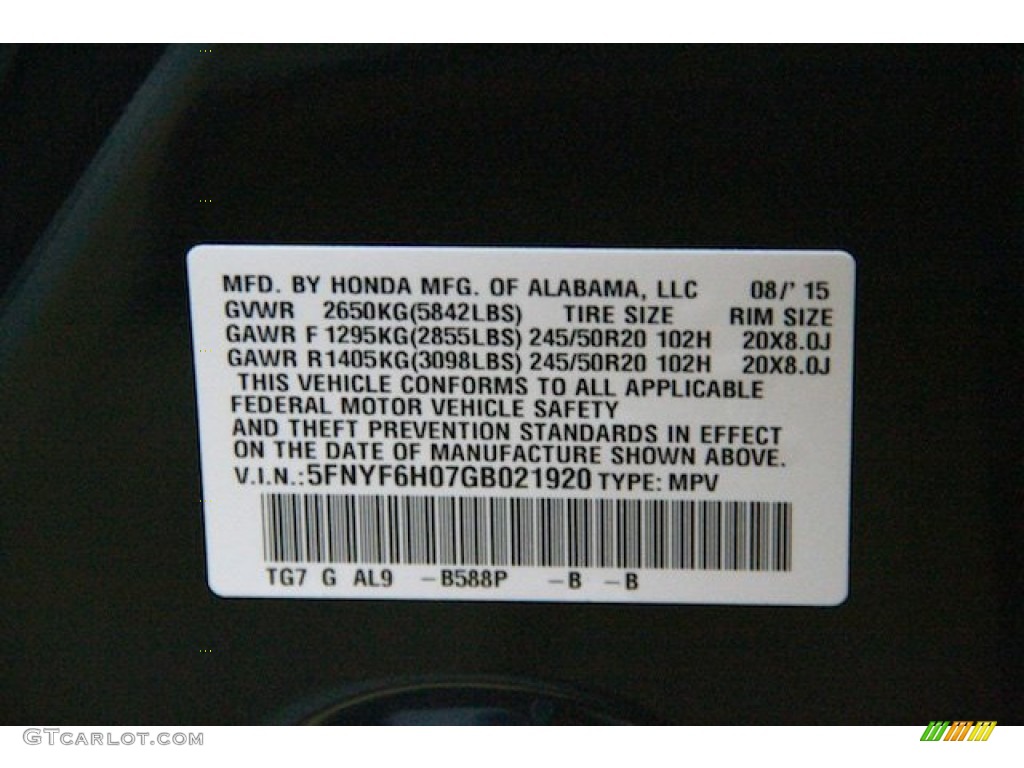 MFD. BY HONDA MFG. OF ALABAMA, LLC 08/' 15
GVWR 2650KG(5842LBS) TIRE SIZE RIM SIZE
GAWR F 1295KG(2855LBS) 245/50R20 102H 20X8.0J
GAWR R1405KG(3098LBS) 245/50R20 102H 20X8.0J
THIS VEHICLE CONFORMS TO ALL APPLICABLE
FEDERAL MOTOR VEHICLE SAFETY
AND THEFT PREVENTION STANDARDS IN EFFECT
ON THE DATE OF MANUFACTURE SHOWN ABOVE.
V.I.N.:5FNYF6H07GB021920 TYPE: MPV
TG7 G AL9 -B588P -B -B
GTCARLOT.COM